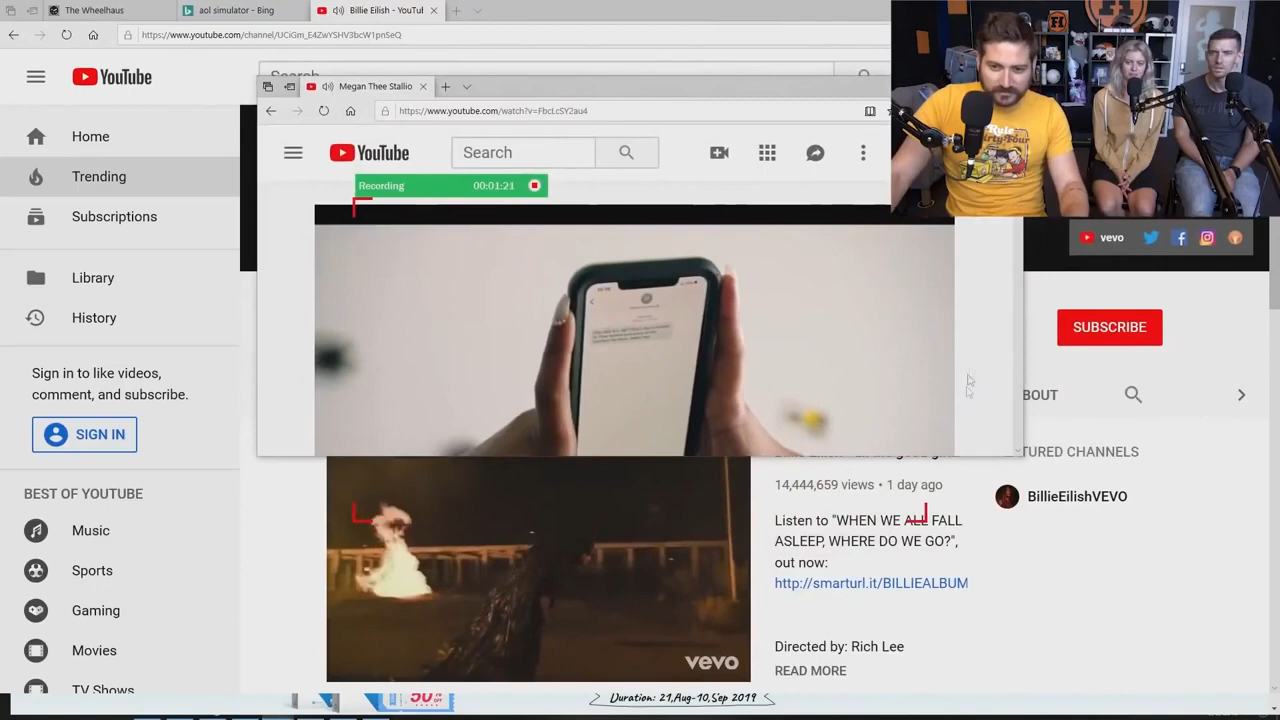 The Wheelhaus
aol simulator - Bing
Billie Eilish - YouTul
https://www.youtube.com/channel/UCiGm_E4ZwYSHV3bcW1pnSeQ
YouTube
Search
Megan Thee Stallio
https://www.youtube.com/watch?v=FbcLcSY2au4
YouTube
Search
Recording 00:01:21
Home
Trending
Subscriptions
Library
History
Sign in to like videos,
comment, and subscribe.
SIGN IN
BEST OF YOUTUBE
Music
Sports
Gaming
Movies
TV Shows
Rule
vevo
SUBSCRIBE
BOUT
TURED CHANNELS
BillieEilishVEVO
14,444,659 views • 1 day ago
Listen to "WHEN WE ALL FALL
ASLEEP, WHERE DO WE GO?",
out now:
http://smarturl.it/BILLIEALBUM
Directed by: Rich Lee
READ MORE
vevo
50%
Duration: 21,Aug-10,Sep 2019